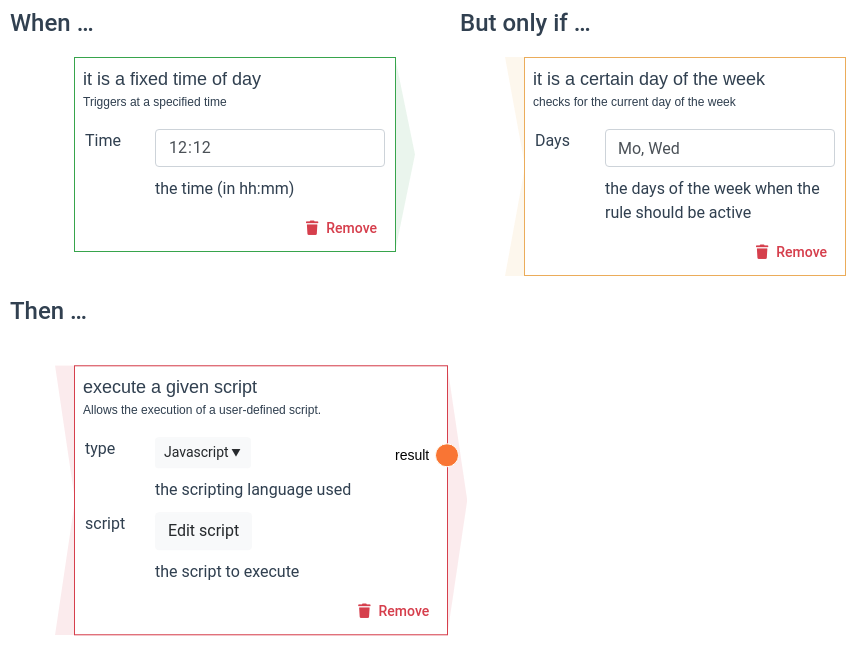 When ...
it is a fixed time of day
Triggers at a specified time
Time
12:12
the time (in hh:mm)
Remove
But only if ...
it is a certain day of the week
checks for the current day of the week
Days
Mo, Wed
the days of the week when the
rule should be active
Remove
Then ...
execute a given script
Allows the execution of a user-defined script.
type
Javascript ▼
result
the scripting language used
script
Edit script
the script to execute
Remove